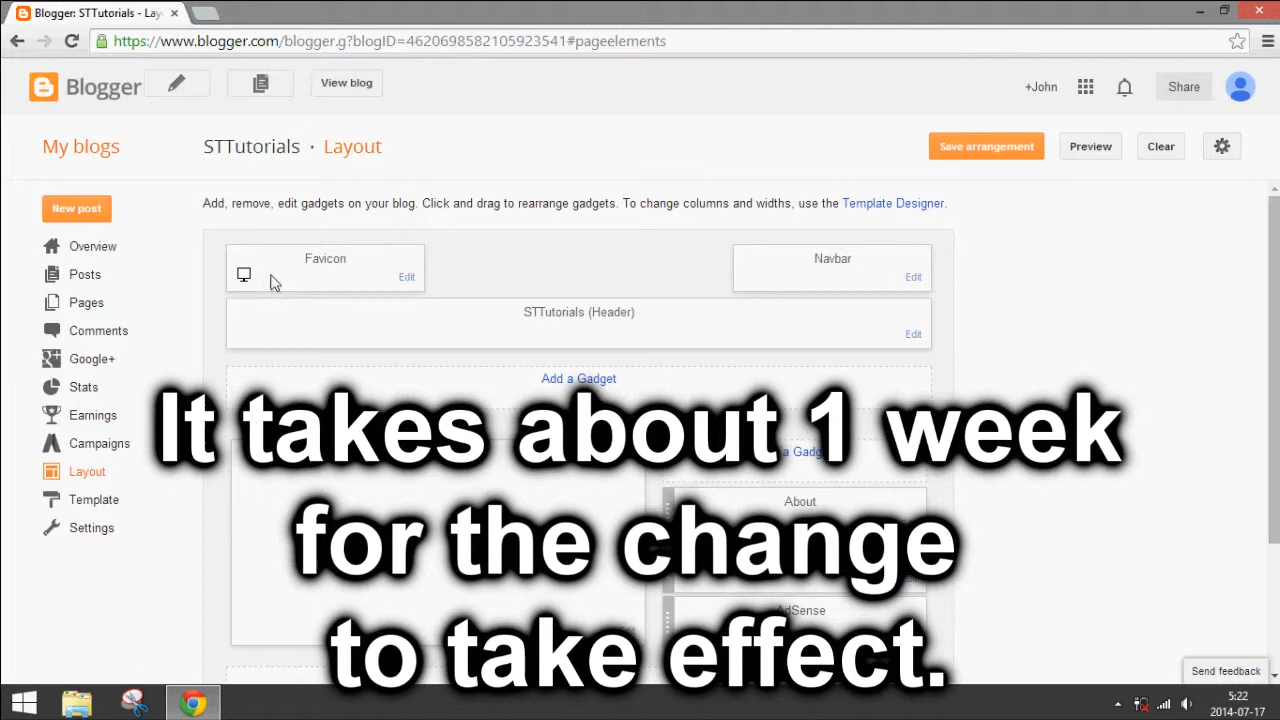 Blogger: STTutorials - Lay
https://www.blogger.com/blogger.g?blogID=4620698582105923541#pageelements
Blogger
View blog
+John
Share
My blogs
STTutorials · Layout
Save arrangement
Preview
Clear
New post
Add, remove, edit gadgets on your blog. Click and drag to rearrange gadgets. To change columns and widths, use the Template Designer.
Overview
Posts
Pages
Comments
Google+
Stats
Earnings
Campaigns
Layout
Template
Settings
Favicon
Edit
Navbar
Edit
STTutorials (Header)
Edit
Add a Gadget
It takes about 1 week
for the change
to take effect.
About
AdSense
Send feedback
5:22
2014-07-17